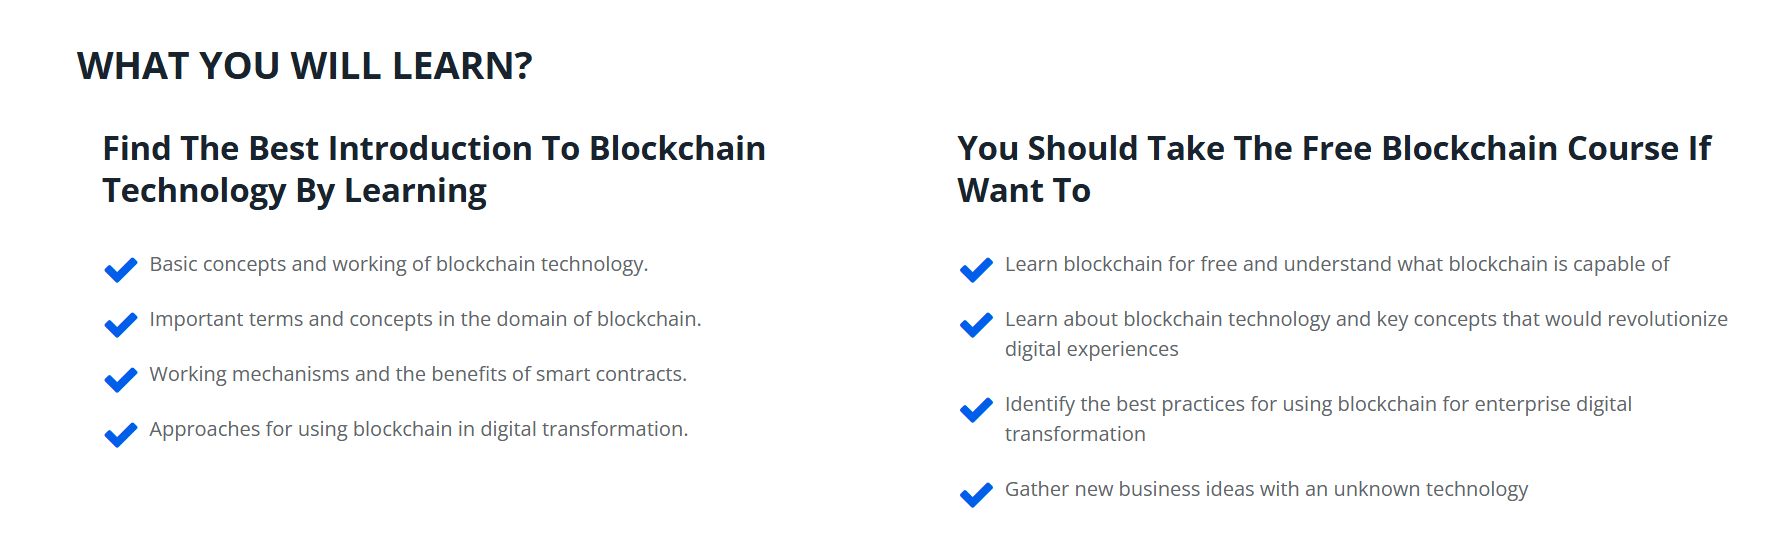 WHAT YOU WILL LEARN?
Find The Best Introduction To Blockchain
Technology By Learning
Basic concepts and working of blockchain technology.
Important terms and concepts in the domain of blockchain.
Working mechanisms and the benefits of smart contracts.
Approaches for using blockchain in digital transformation.
You Should Take The Free Blockchain Course If
Want To
Learn blockchain for free and understand what blockchain is capable of
Learn about blockchain technology and key concepts that would revolutionize
digital experiences
Identify the best practices for using blockchain for enterprise digital
transformation
Gather new business ideas with an unknown technology